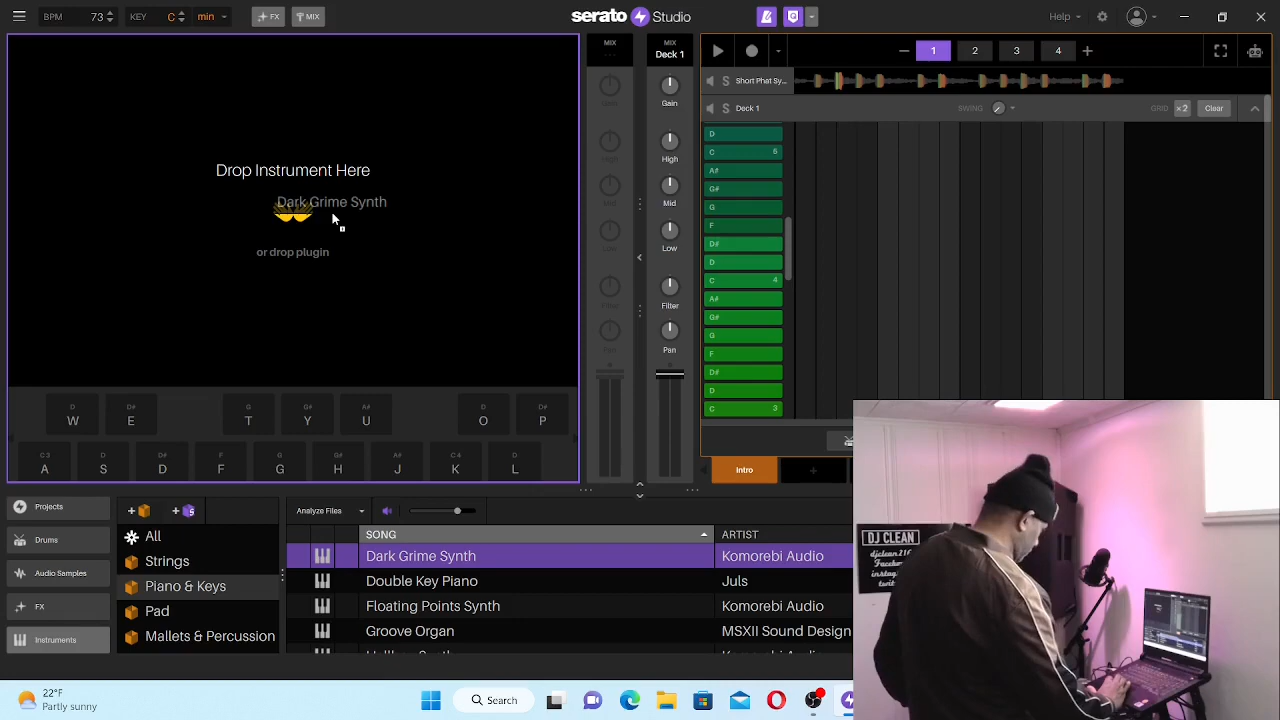 BPM 73 KEY C min FX MIX serato Studio Help
MIX
MIX
Deck 1
Gain
High
Mid
Low
Filter
Pan
1 2 3 4
Short Phat Sy...
S
S Deck 1 SWING GRID x2 Clear
D
C 5
A#
G#
G
F
D#
D
C 4
A#
G#
G
F
D#
D
C 3
Drop Instrument Here
Dark Grime Synth
or drop plugin
D D# G G# A# D D#
W E T Y U O P
C 3 D D# F G G# A# C 4 D
A S D F G H J K L
Intro
Projects
Drums
Audio Samples
FX
Instruments
All
Strings
Piano & Keys
Pad
Mallets & Percussion
Analyze Files
SONG ARTIST
Dark Grime Synth Komorebi Audio
Double Key Piano Juls
Floating Points Synth Komorebi Audio
Groove Organ MSXII Sound Design
DJ CLEAN
22°F
Partly sunny
Search